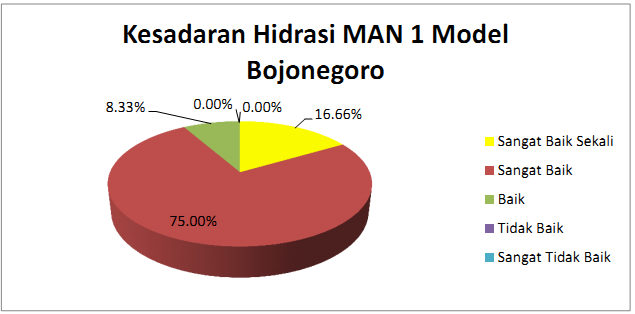 Kesadaran Hidrasi MAN 1 Model
Bojonegoro
8.33%
0.00%
0.00%
16.66%
75.00%
Sangat Baik Sekali
Sangat Baik
Baik
Tidak Baik
Sangat Tidak Baik